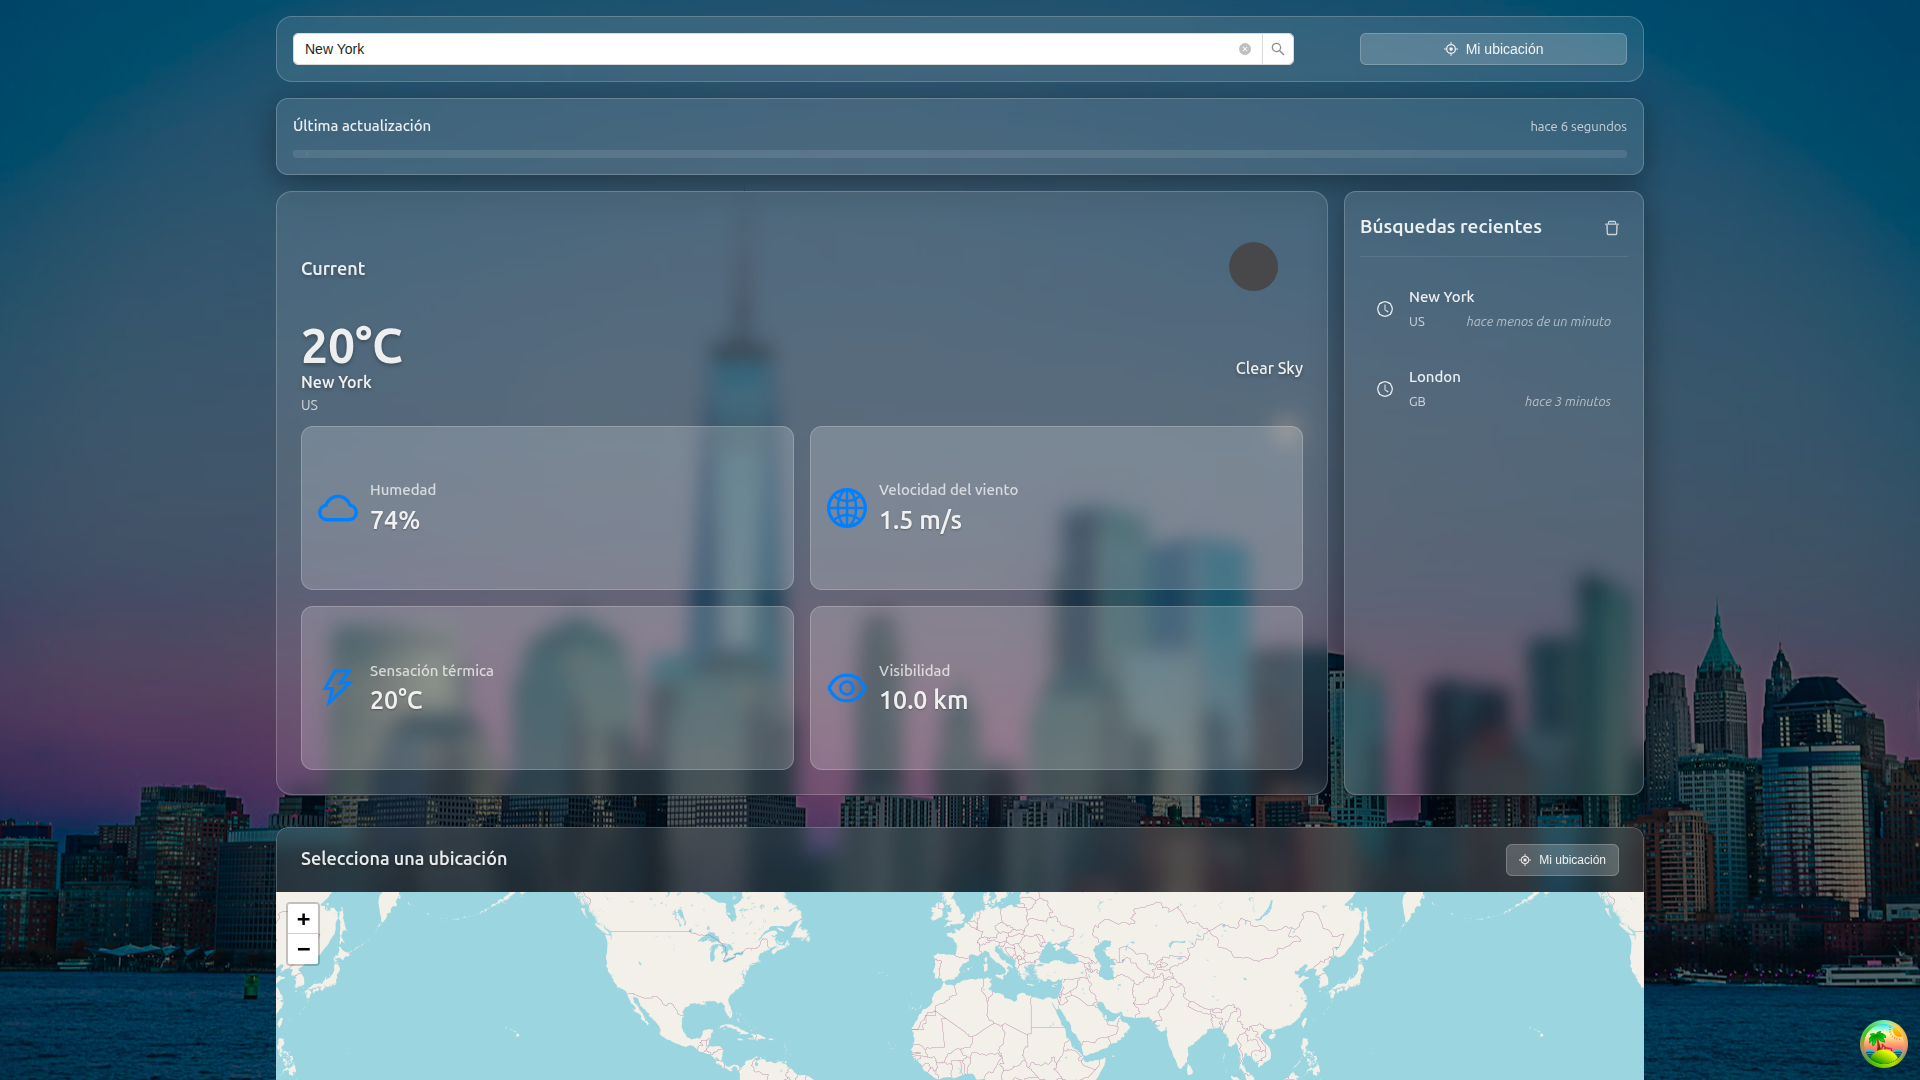 New York
Mi ubicación
Última actualización
hace 6 segundos
Current
20°C
New York
US
Clear Sky
Humedad
74%
Velocidad del viento
1.5 m/s
Sensación térmica
20°C
Visibilidad
10.0 km
Búsquedas recientes
New York
US
hace menos de un minuto
London
GB
hace 3 minutos
Selecciona una ubicación
Mi ubicación
+
−